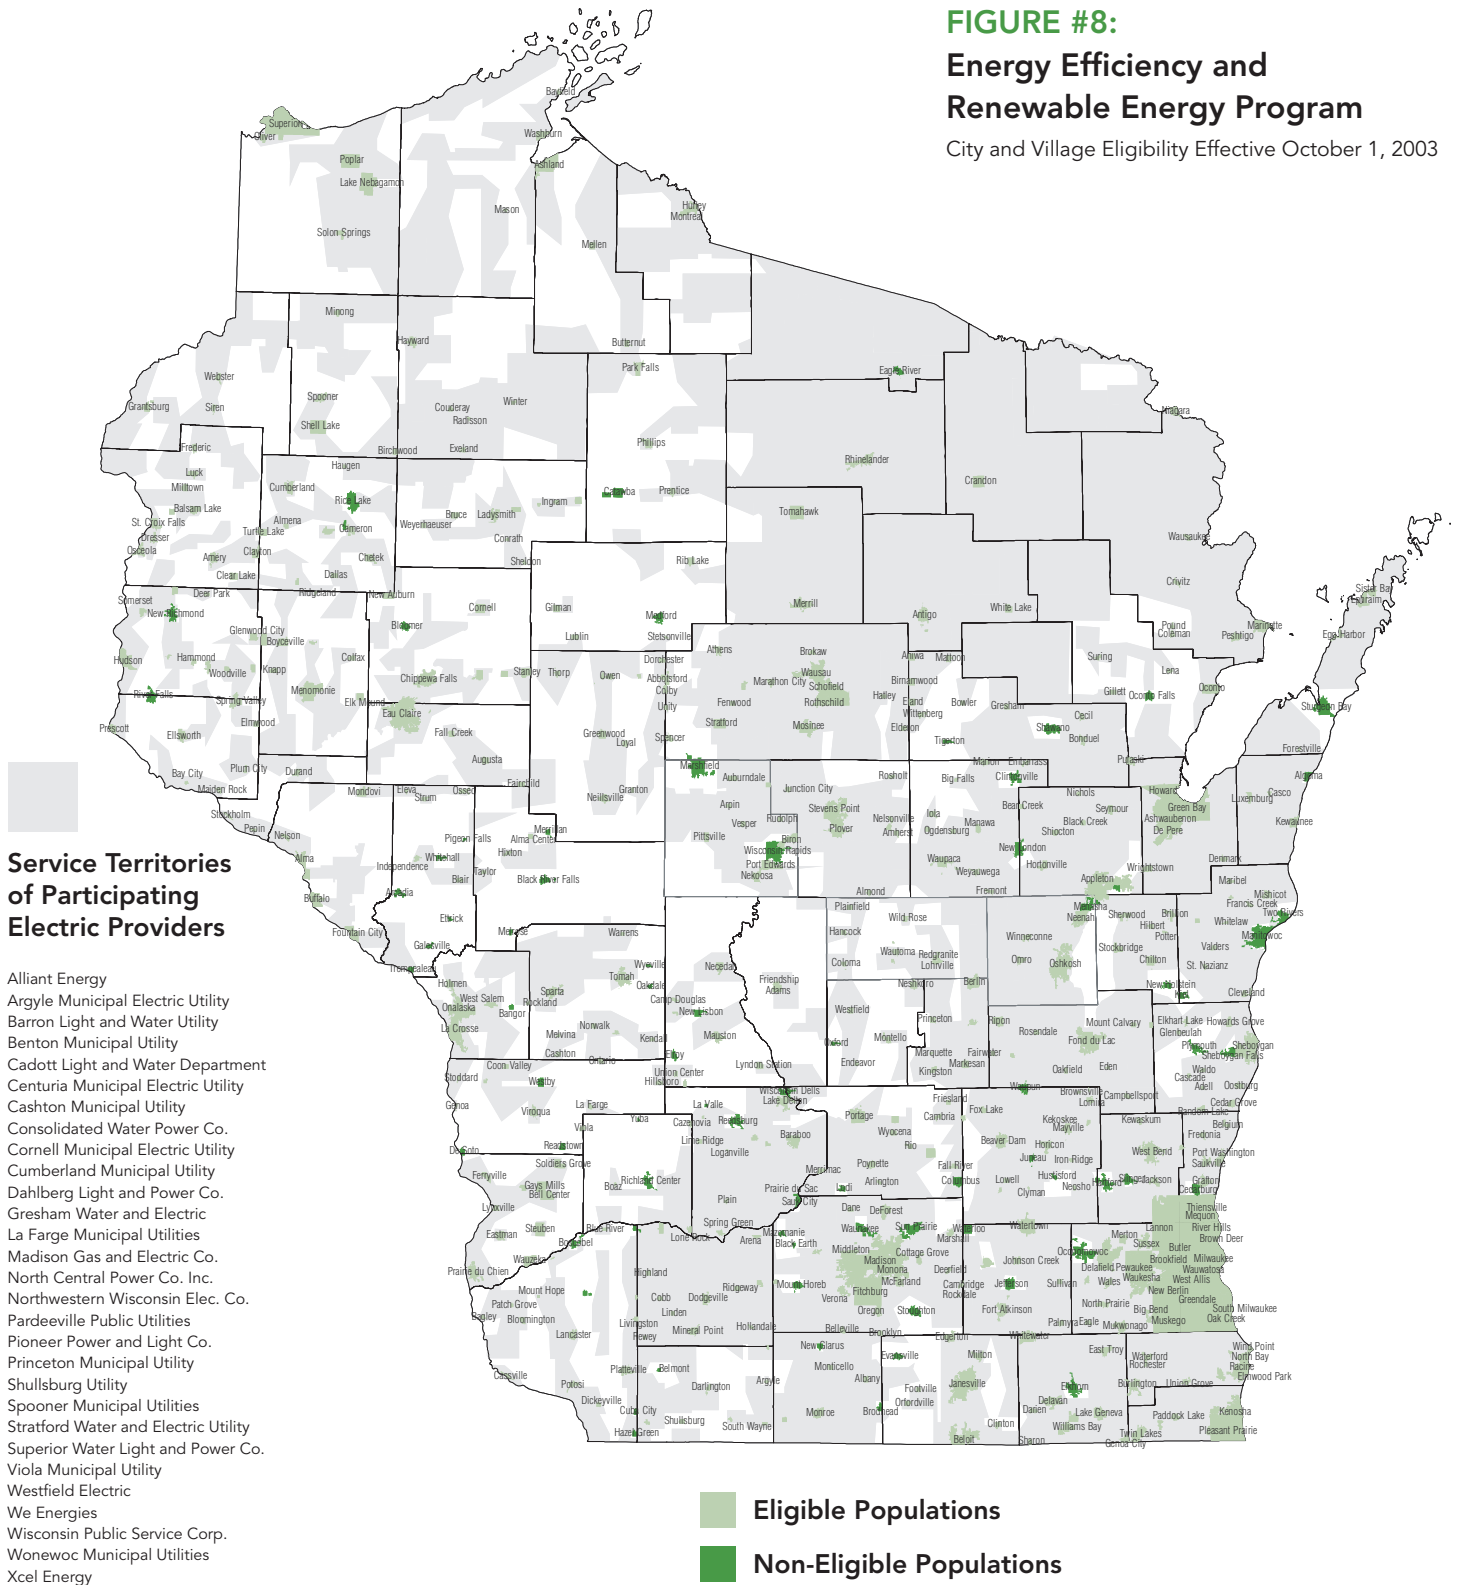 FIGURE #8:
Energy Efficiency and
Renewable Energy Program
City and Village Eligibility Effective October 1, 2003
Bayfield
Superior
Oliver
Washburn
Poplar
Ashland
Lake Nebagamon
Mason
Hurley
Montreal
Solon Springs
Mellen
Minong
Hayward
Butternut
Park Falls
Eagle River
Webster
Spooner
Winter
Grantsburg
Siren
Couderay
Radisson
Niagara
Shell Lake
Frederic
Birchwood
Exeland
Phillips
Haugen
Rhinelander
Luck
Milltown
Cumberland
Crandon
Rice Lake
Catawba
Prentice
Ingram
Balsam Lake
Bruce
Ladysmith
Tomahawk
St. Croix Falls
Almena
Cameron
Weyerhaeuser
Dresser
Turtle Lake
Conrath
Wausaukee
Osceola
Amery
Clayton
Chetek
Sheldon
Rib Lake
Clear Lake
Dallas
Crivitz
Somerset
Deer Park
Ridgeland
New Auburn
Sister Bay
Ephraim
New Richmond
Cornell
Gilman
Medford
Merrill
Antigo
White Lake
Glenwood City
Bloomer
Pound
Coleman
Marinette
Boyceville
Lublin
Stetsonville
Peshtigo
Egg Harbor
Hudson
Hammond
Colfax
Dorchester
Athens
Brokaw
Aniwa
Mattoon
Suring
Woodville
Knapp
Stanley
Thorp
Owen
Abbotsford
Wausau
Lena
Chippewa Falls
Colby
Marathon City
Schofield
Birnamwood
River Falls
Spring Valley
Menomonie
Elk Mound
Unity
Fenwood
Rothschild
Hatley
Eland
Bowler
Gresham
Gillett
Oconto Falls
Oconto
Eau Claire
Wittenberg
Cecil
Sturgeon Bay
Prescott
Elmwood
Stratford
Mosinee
Elderon
Shawano
Ellsworth
Fall Creek
Greenwood
Loyal
Spencer
Tigerton
Bonduel
Forestville
Augusta
Marshfield
Marion
Embarrass
Pulaski
Bay City
Plum City
Durand
Auburndale
Rosholt
Big Falls
Clintonville
Algoma
Maiden Rock
Mondovi
Eleva
Strum
Osseo
Fairchild
Granton
Neillsville
Junction City
Nichols
Howard
Luxemburg
Casco
Stockholm
Arpin
Stevens Point
Bear Creek
Seymour
Green Bay
Pepin
Nelson
Merrillan
Vesper
Rudolph
Nelsonville
Iola
Manawa
Black Creek
Ashwaubenon
Kewaunee
Pigeon Falls
Alma Center
Pittsville
Plover
Amherst
Ogdensburg
Shiocton
De Pere
Biron
Alma
Independence
Whitehall
Hixton
Wisconsin Rapids
New London
Port Edwards
Waupaca
Hortonville
Wrightstown
Denmark
Blair
Taylor
Black River Falls
Nekoosa
Weyauwega
Appleton
Maribel
Buffalo
Arcadia
Almond
Fremont
Mishicot
Plainfield
Menasha
Francis Creek
Ettrick
Wild Rose
Neenah
Sherwood
Brillion
Two Rivers
Fountain City
Melrose
Warrens
Hancock
Winneconne
Hilbert
Whitelaw
Galesville
Potter
Manitowoc
Wautoma
Redgranite
Lohrville
Omro
Oshkosh
Stockbridge
Valders
Trempealeau
Wyeville
Necedah
Coloma
Chilton
St. Nazianz
Holmen
Tomah
Oakdale
Friendship
Adams
Neshkoro
Berlin
New Holstein
Kiel
Cleveland
West Salem
Sparta
Rockland
Camp Douglas
Onalaska
Bangor
New Lisbon
Westfield
Princeton
Ripon
Mount Calvary
Elkhart Lake
Howards Grove
La Crosse
Norwalk
Rosendale
Glenbeulah
Melvina
Kendall
Mauston
Oxford
Montello
Fond du Lac
Plymouth
Sheboygan
Cashton
Elroy
Marquette
Fairwater
Sheboygan Falls
Coon Valley
Ontario
Lyndon Station
Endeavor
Markesan
Oakfield
Eden
Waldo
Stoddard
Union Center
Kingston
Cascade
Westby
Hillsboro
Wisconsin Dells
Waupun
Brownsville
Adell
Oostburg
Genoa
La Farge
La Valle
Lake Delton
Friesland
Lomira
Campbellsport
Cedar Grove
Viroqua
Yuba
Cazenovia
Reedsburg
Portage
Cambria
Fox Lake
Kekoskee
Kewaskum
Random Lake
Belgium
Viola
Mayville
Fredonia
De Soto
Readstown
Lime Ridge
Baraboo
Wyocena
Rio
Beaver Dam
Horicon
West Bend
Port Washington
Loganville
Juneau
Iron Ridge
Saukville
Soldiers Grove
Merrimac
Poynette
Fall River
Ferryville
Gays Mills
Boaz
Richland Center
Prairie du Sac
Arlington
Columbus
Lowell
Hustisford
Hartford
Slinger
Jackson
Grafton
Bell Center
Lodi
Clyman
Neosho
Cedarburg
Lynxville
Plain
Sauk City
Dane
DeForest
Thiensville
Mequon
Steuben
Blue River
Spring Green
Mazomanie
Waunakee
Sun Prairie
Waterloo
Watertown
Lannon
River Hills
Eastman
Boscobel
Lone Rock
Arena
Black Earth
Marshall
Merton
Sussex
Brown Deer
Wauzeka
Middleton
Cottage Grove
Oconomowoc
Butler
Prairie du Chien
Madison
Johnson Creek
Delafield
Pewaukee
Brookfield
Milwaukee
Highland
Monona
Deerfield
Wauwatosa
Mount Hope
Ridgeway
Mount Horeb
McFarland
Cambridge
Jefferson
Sullivan
Wales
Waukesha
West Allis
Patch Grove
Cobb
Dodgeville
Verona
Fitchburg
Rockdale
New Berlin
Bagley
Bloomington
Linden
Oregon
Stoughton
Fort Atkinson
North Prairie
Big Bend
Greendale
South Milwaukee
Livingston
Palmyra
Eagle
Mukwonago
Muskego
Oak Creek
Lancaster
Rewey
Mineral Point
Hollandale
Belleville
Brooklyn
Edgerton
Whitewater
New Glarus
Evansville
Milton
East Troy
Waterford
Wind Point
North Bay
Cassville
Platteville
Belmont
Monticello
Rochester
Racine
Potosi
Darlington
Argyle
Albany
Footville
Janesville
Elkhorn
Burlington
Union Grove
Elmwood Park
Dickeyville
Orfordville
Delavan
Cuba City
Shullsburg
South Wayne
Monroe
Brodhead
Darien
Lake Geneva
Paddock Lake
Kenosha
Hazel Green
Clinton
Williams Bay
Twin Lakes
Pleasant Prairie
Beloit
Sharon
Genoa City
Service Territories
of Participating
Electric Providers
Alliant Energy
Argyle Municipal Electric Utility
Barron Light and Water Utility
Benton Municipal Utility
Cadott Light and Water Department
Centuria Municipal Electric Utility
Cashton Municipal Utility
Consolidated Water Power Co.
Cornell Municipal Electric Utility
Cumberland Municipal Utility
Dahlberg Light and Power Co.
Gresham Water and Electric
La Farge Municipal Utilities
Madison Gas and Electric Co.
North Central Power Co. Inc.
Northwestern Wisconsin Elec. Co.
Pardeeville Public Utilities
Pioneer Power and Light Co.
Princeton Municipal Utility
Shullsburg Utility
Spooner Municipal Utilities
Stratford Water and Electric Utility
Superior Water Light and Power Co.
Viola Municipal Utility
Westfield Electric
We Energies
Wisconsin Public Service Corp.
Wonewoc Municipal Utilities
Xcel Energy
Eligible Populations
Non-Eligible Populations